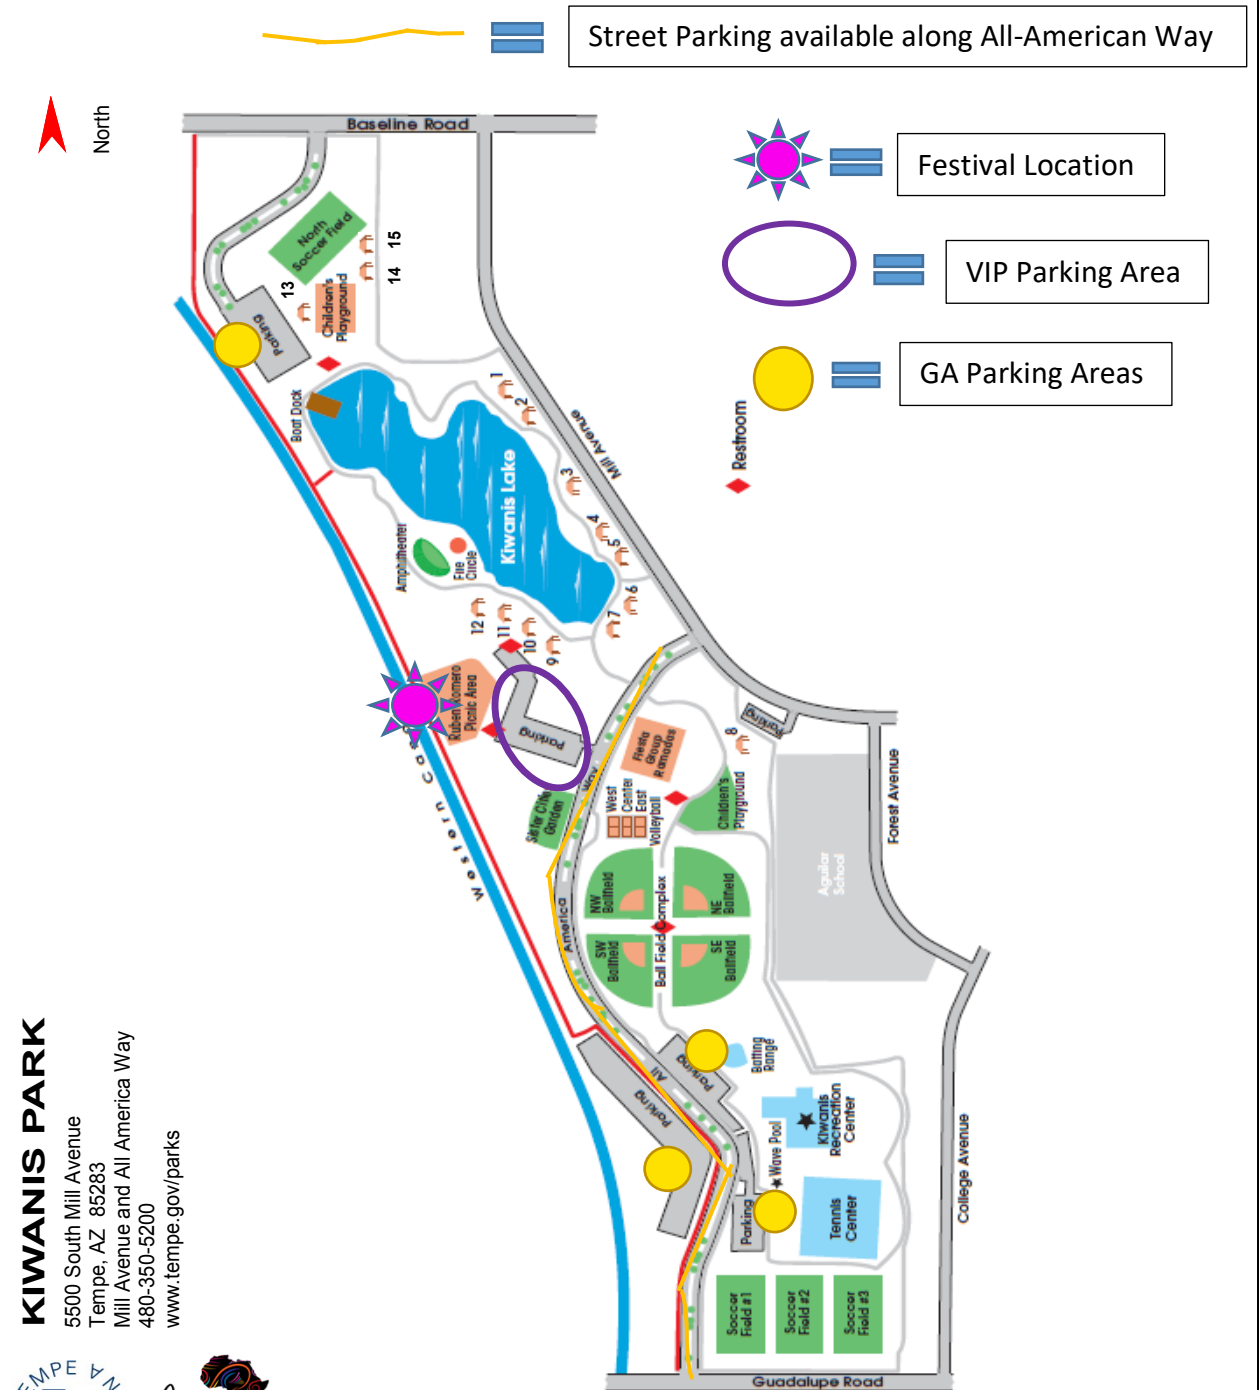 Street Parking available along All-American Way
North
Baseline Road
Festival Location
VIP Parking Area
GA Parking Areas
Restroom
North
Soccer Field
15
14
13
Children's
Playground
Parking
Boat Dock
1
2
3
4
5
6
7
Mill Avenue
Kiwanis Lake
Amphitheater
Fire
Circle
12
11
10
9
Ruben Romero
Picnic Area
Parking
Western
Way
Fiesta
Group
Ramadas
8
Parking
Sister
Garden
West
Center
East
Volleyball
Children's
Playground
Forest Avenue
Aguilar
School
America
NW
Ballfield
NE
Ballfield
Ball Field Complex
SW
Ballfield
SE
Ballfield
All
Parking
Parking
Batting
Range
Wave Pool
Kiwanis
Recreation
Center
Parking
Tennis
Center
College Avenue
Soccer
Field #1
Soccer
Field #2
Soccer
Field #3
Guadalupe Road
KIWANIS PARK
5500 South Mill Avenue
Tempe, AZ 85283
Mill Avenue and All America Way
480-350-5200
www.tempe.gov/parks